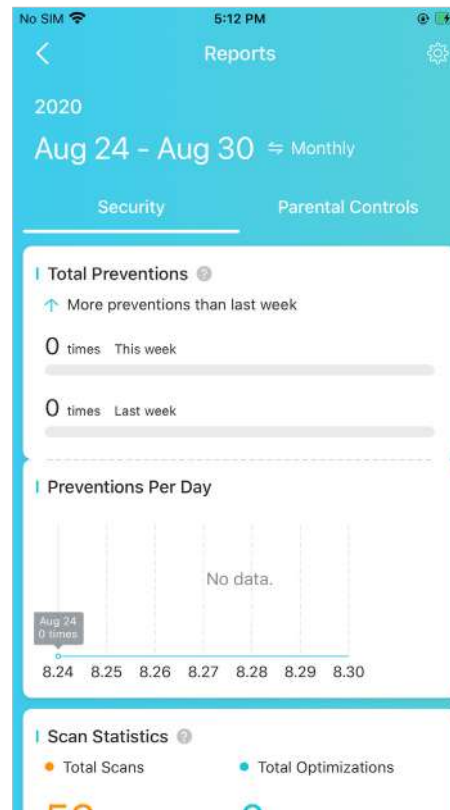 No SIM 5:12 PM
Reports
2020
Aug 24 - Aug 30 ⇋ Monthly
Security Parental Controls
Total Preventions ?
↑ More preventions than last week
0 times This week
0 times Last week
Preventions Per Day
No data.
Aug 24
0 times
8.24 8.25 8.26 8.27 8.28 8.29 8.30
Scan Statistics ?
Total Scans Total Optimizations